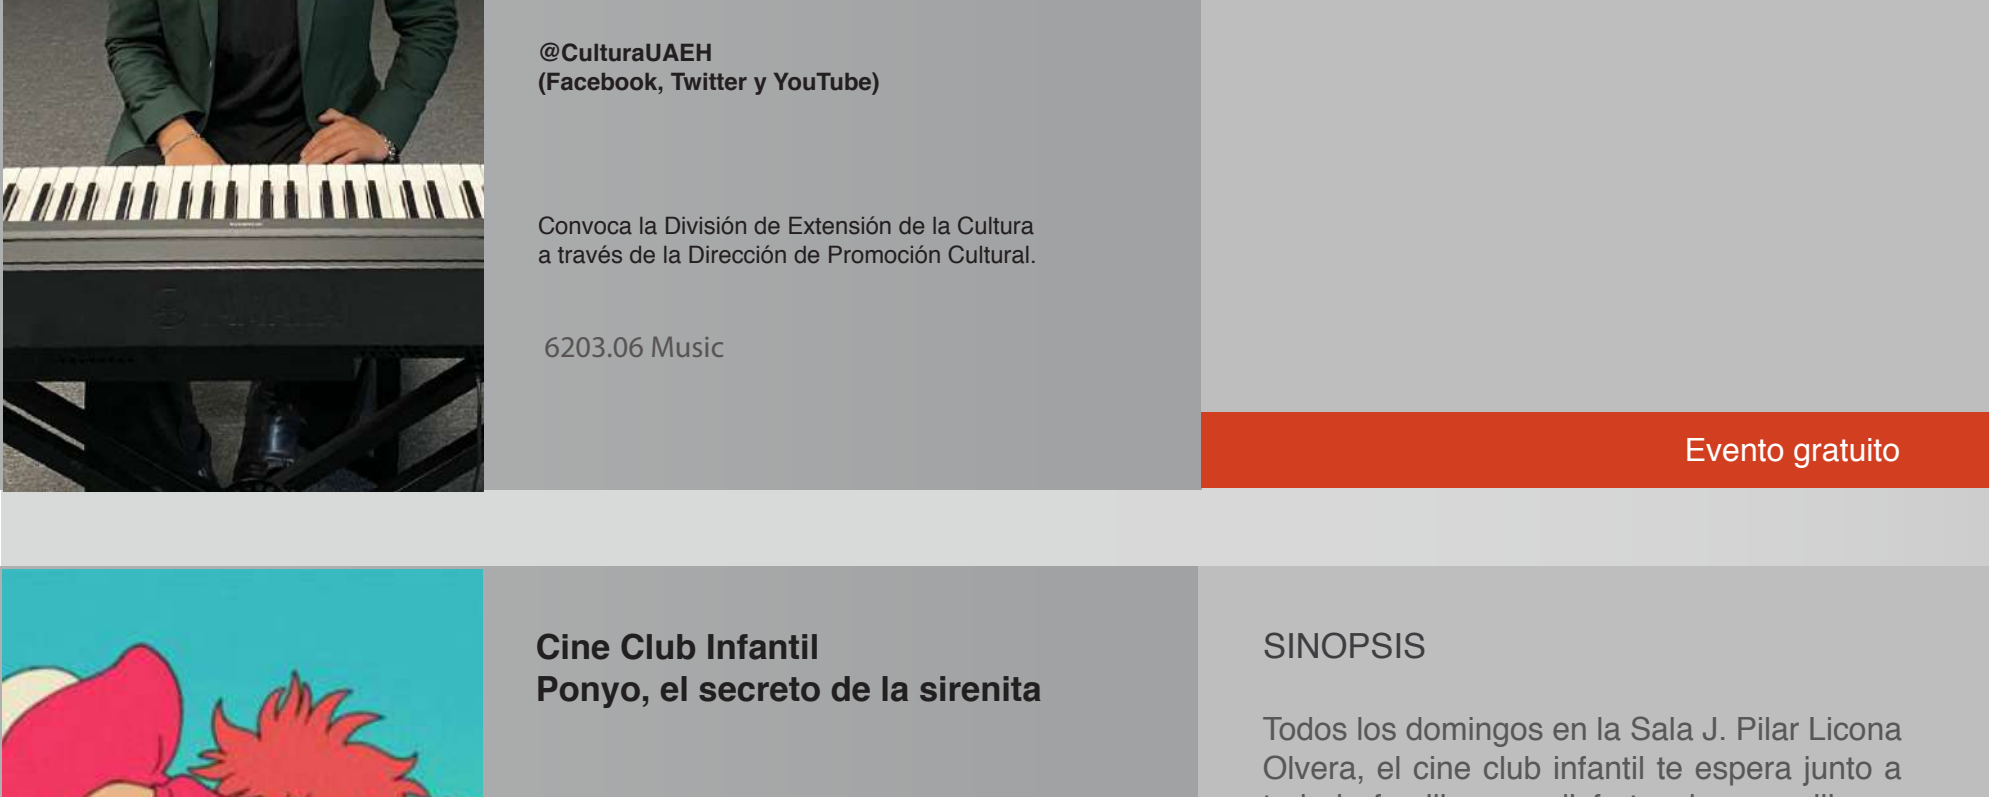 @CulturaUAEH
(Facebook, Twitter y YouTube)
Convoca la División de Extensión de la Cultura
a través de la Dirección de Promoción Cultural.
6203.06 Music
Evento gratuito
YAMAHA
Cine Club Infantil
Ponyo, el secreto de la sirenita
SINOPSIS
Todos los domingos en la Sala J. Pilar Licona
Olvera, el cine club infantil te espera junto a